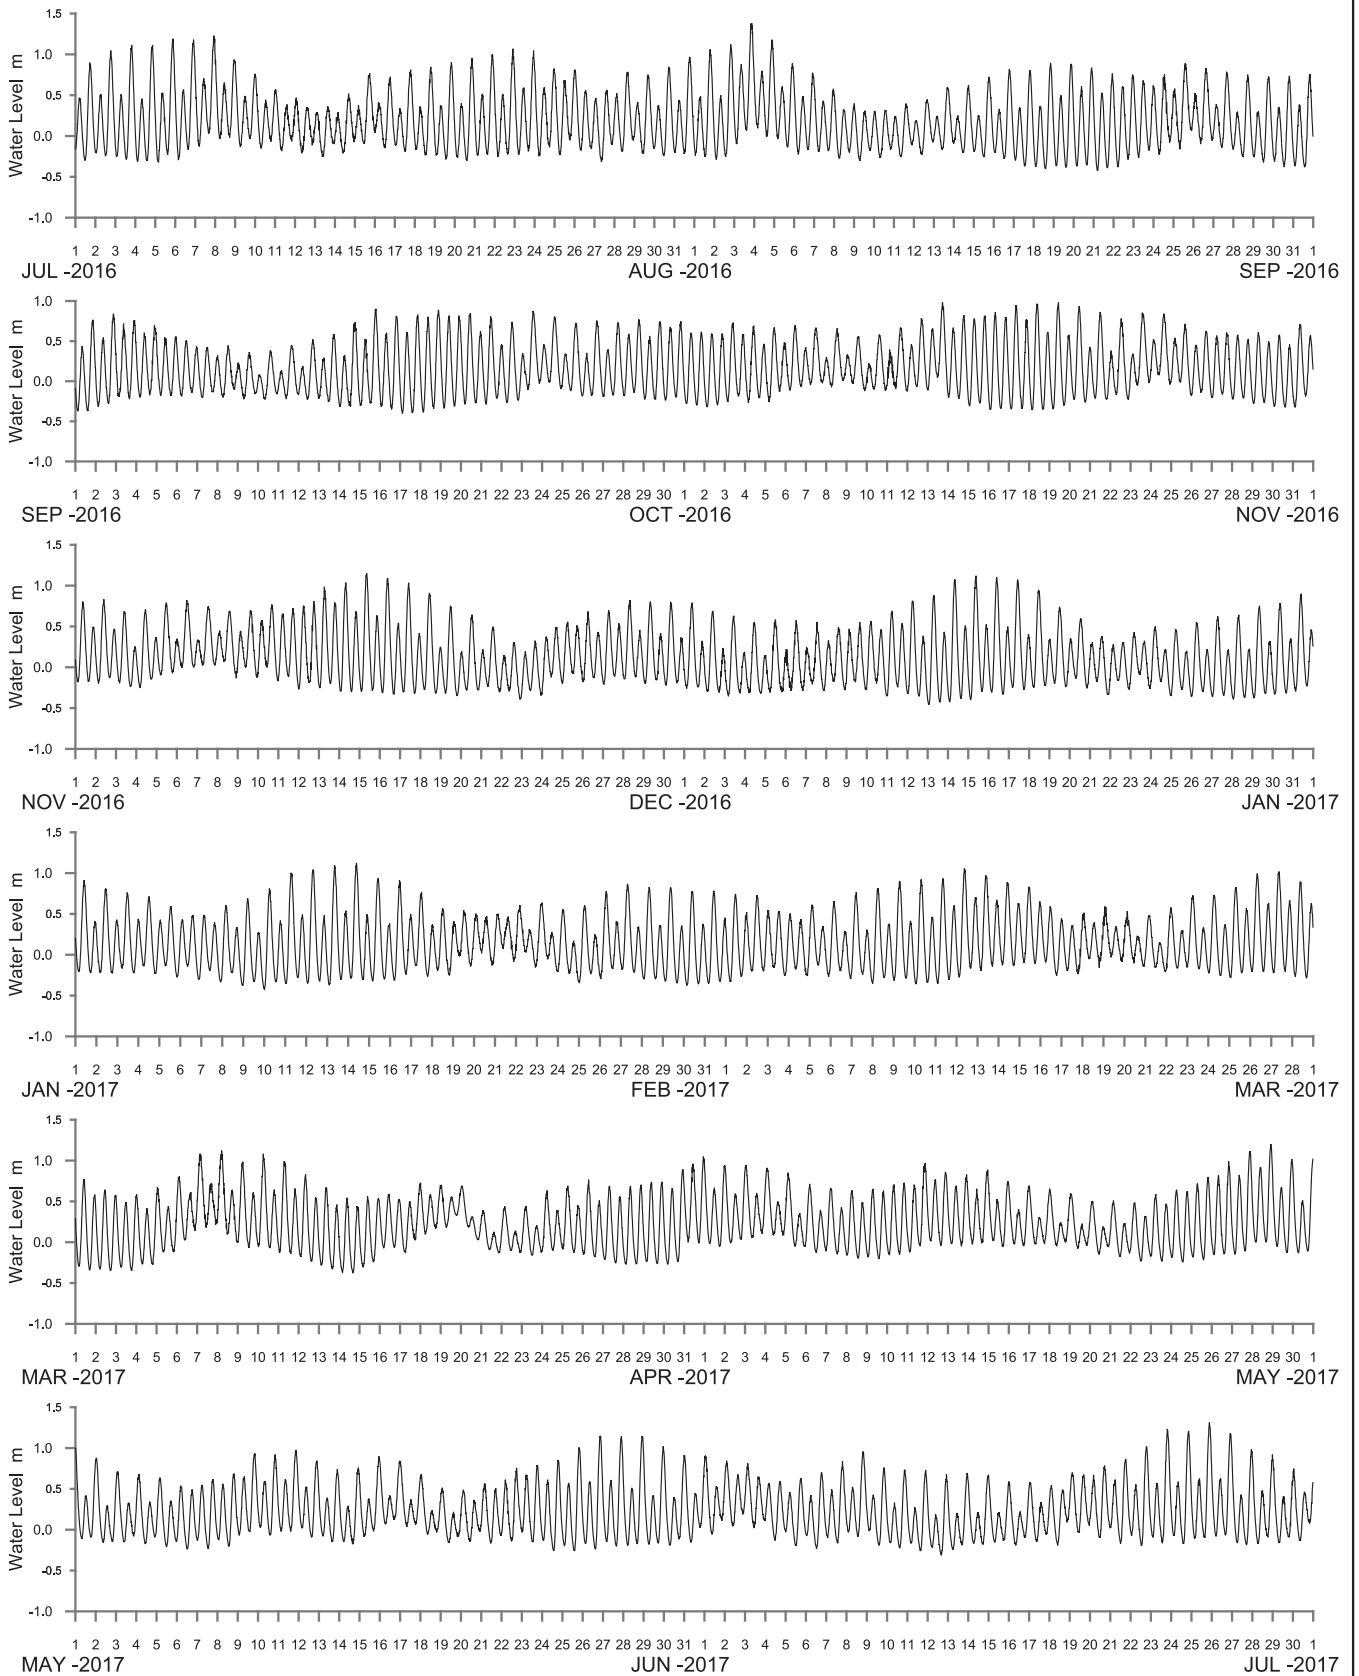 1.5
1.0
0.5
0.0
-0.5
-1.0
Water Level m
1 2 3 4 5 6 7 8 9 10 11 12 13 14 15 16 17 18 19 20 21 22 23 24 25 26 27 28 29 30 31 1 2 3 4 5 6 7 8 9 10 11 12 13 14 15 16 17 18 19 20 21 22 23 24 25 26 27 28 29 30 31 1
JUL -2016 AUG -2016 SEP -2016
1.0
0.5
0.0
-0.5
-1.0
Water Level m
1 2 3 4 5 6 7 8 9 10 11 12 13 14 15 16 17 18 19 20 21 22 23 24 25 26 27 28 29 30 1 2 3 4 5 6 7 8 9 10 11 12 13 14 15 16 17 18 19 20 21 22 23 24 25 26 27 28 29 30 31 1
SEP -2016 OCT -2016 NOV -2016
1.5
1.0
0.5
0.0
-0.5
-1.0
Water Level m
1 2 3 4 5 6 7 8 9 10 11 12 13 14 15 16 17 18 19 20 21 22 23 24 25 26 27 28 29 30 1 2 3 4 5 6 7 8 9 10 11 12 13 14 15 16 17 18 19 20 21 22 23 24 25 26 27 28 29 30 31 1
NOV -2016 DEC -2016 JAN -2017
1.5
1.0
0.5
0.0
-0.5
-1.0
Water Level m
1 2 3 4 5 6 7 8 9 10 11 12 13 14 15 16 17 18 19 20 21 22 23 24 25 26 27 28 29 30 31 1 2 3 4 5 6 7 8 9 10 11 12 13 14 15 16 17 18 19 20 21 22 23 24 25 26 27 28 1
JAN -2017 FEB -2017 MAR -2017
1.5
1.0
0.5
0.0
-0.5
-1.0
Water Level m
1 2 3 4 5 6 7 8 9 10 11 12 13 14 15 16 17 18 19 20 21 22 23 24 25 26 27 28 29 30 31 1 2 3 4 5 6 7 8 9 10 11 12 13 14 15 16 17 18 19 20 21 22 23 24 25 26 27 28 29 30 1
MAR -2017 APR -2017 MAY -2017
1.5
1.0
0.5
0.0
-0.5
-1.0
Water Level m
1 2 3 4 5 6 7 8 9 10 11 12 13 14 15 16 17 18 19 20 21 22 23 24 25 26 27 28 29 30 31 1 2 3 4 5 6 7 8 9 10 11 12 13 14 15 16 17 18 19 20 21 22 23 24 25 26 27 28 29 30 1
MAY -2017 JUN -2017 JUL -2017